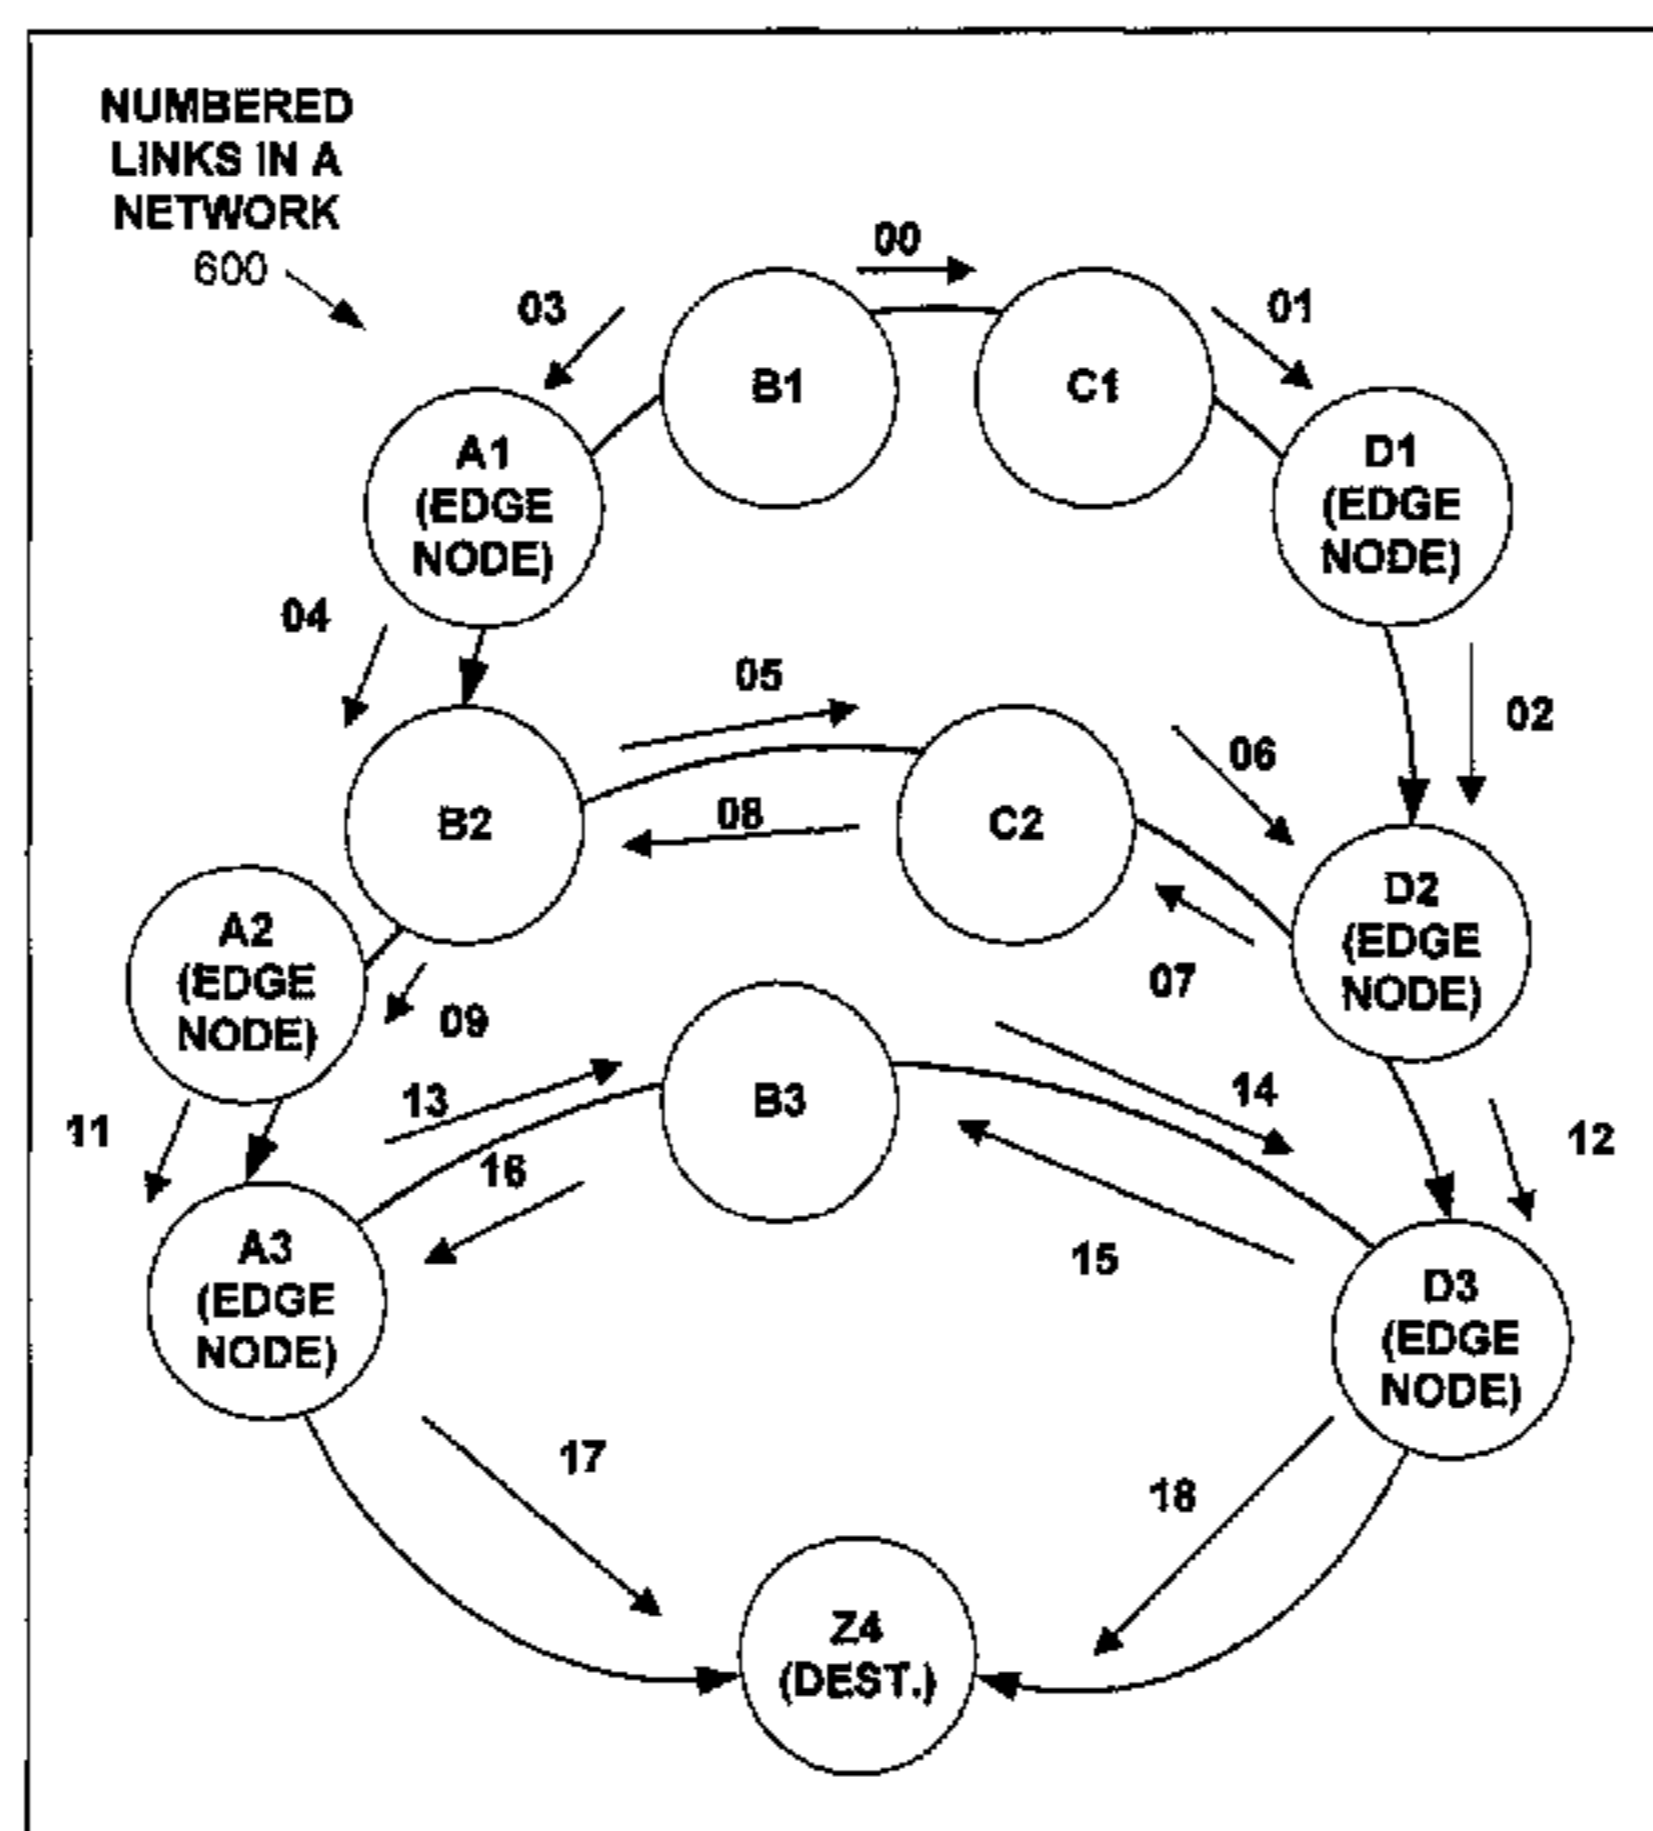 NUMBERED
LINKS IN A
NETWORK
600
00
03
01
B1
C1
A1
(EDGE
NODE)
D1
(EDGE
NODE)
04
05
02
06
B2
08
C2
D2
(EDGE
NODE)
A2
(EDGE
NODE)
07
09
B3
13
14
11
12
16
15
A3
(EDGE
NODE)
D3
(EDGE
NODE)
17
18
Z4
(DEST.)